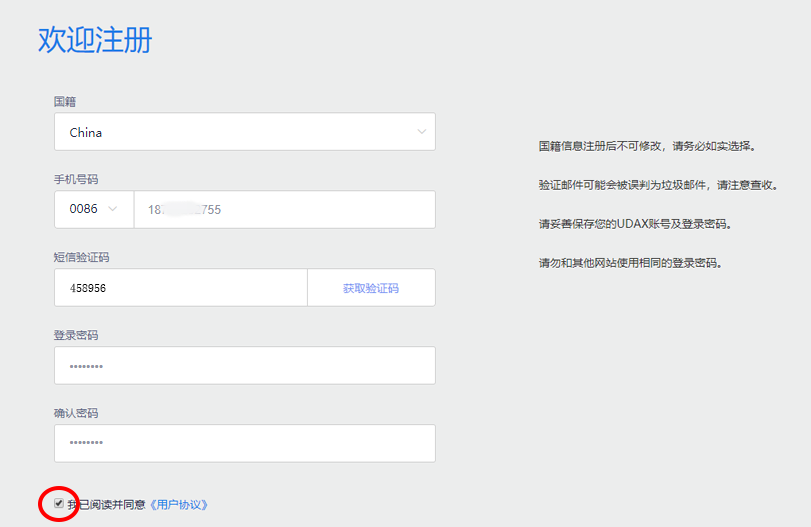 欢迎注册
国籍
China
手机号码
0086 18 755
短信验证码
458956 获取验证码
登录密码
••••••••
确认密码
••••••••
我已阅读并同意《用户协议》
国籍信息注册后不可修改，请务必如实选择。
验证邮件可能会被误判为垃圾邮件，请注意查收。
请妥善保存您的UDAX账号及登录密码。
请勿和其他网站使用相同的登录密码。